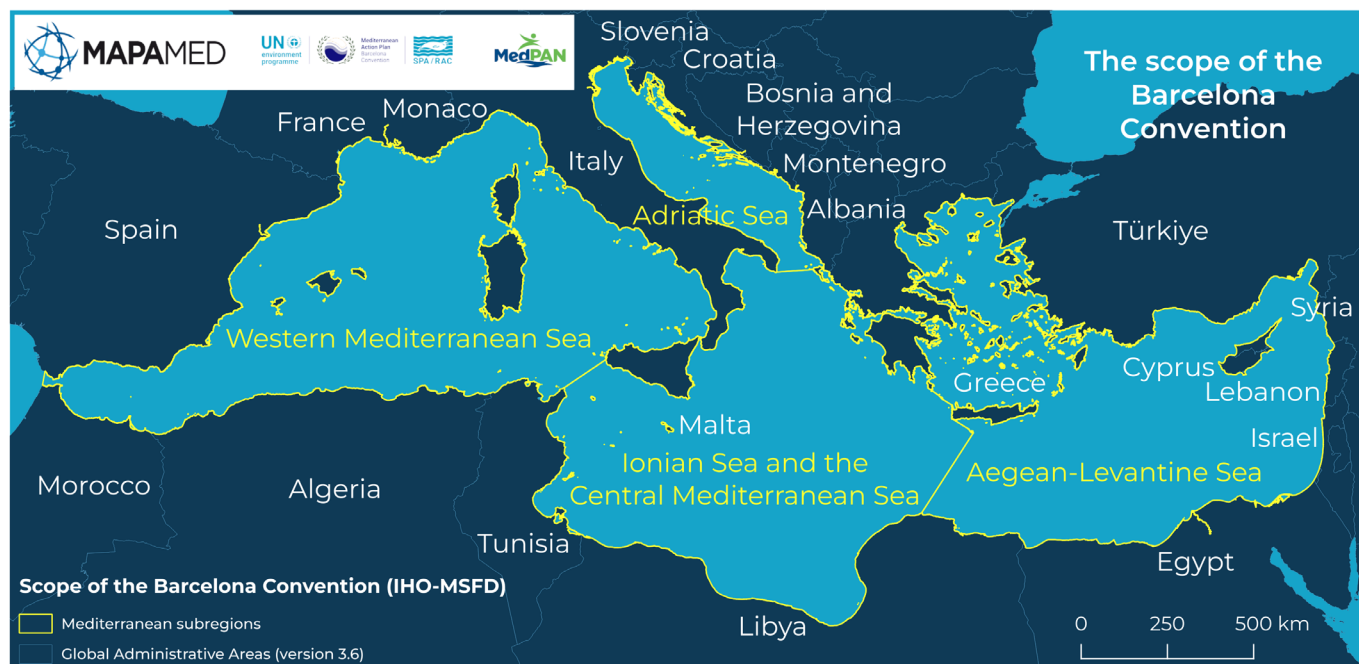 MAPAMED
UN
environment
programme
Mediterranean
Action Plan
Barcelona
Convention
SPA/RAC
MedPAN
The scope of the
Barcelona
Convention
Slovenia
Croatia
Bosnia and
Herzegovina
Monaco
France
Italy
Montenegro
Spain
Adriatic Sea
Albania
Türkiye
Syria
Western Mediterranean Sea
Cyprus
Greece
Lebanon
Malta
Israel
Ionian Sea and the
Central Mediterranean Sea
Aegean-Levantine Sea
Morocco
Algeria
Tunisia
Egypt
Libya
Scope of the Barcelona Convention (IHO-MSFD)
Mediterranean subregions
Global Administrative Areas (version 3.6)
0 250 500 km